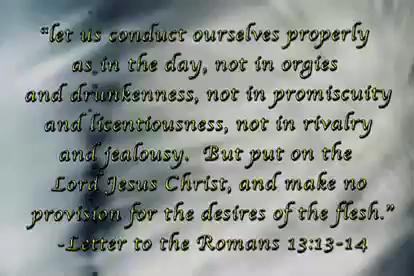 “let us conduct ourselves properly
as in the day, not in orgies
and drunkenness, not in promiscuity
and licentiousness, not in rivalry
and jealousy. But put on the
Lord Jesus Christ, and make no
provision for the desires of the flesh.”
-Letter to the Romans 13:13-14